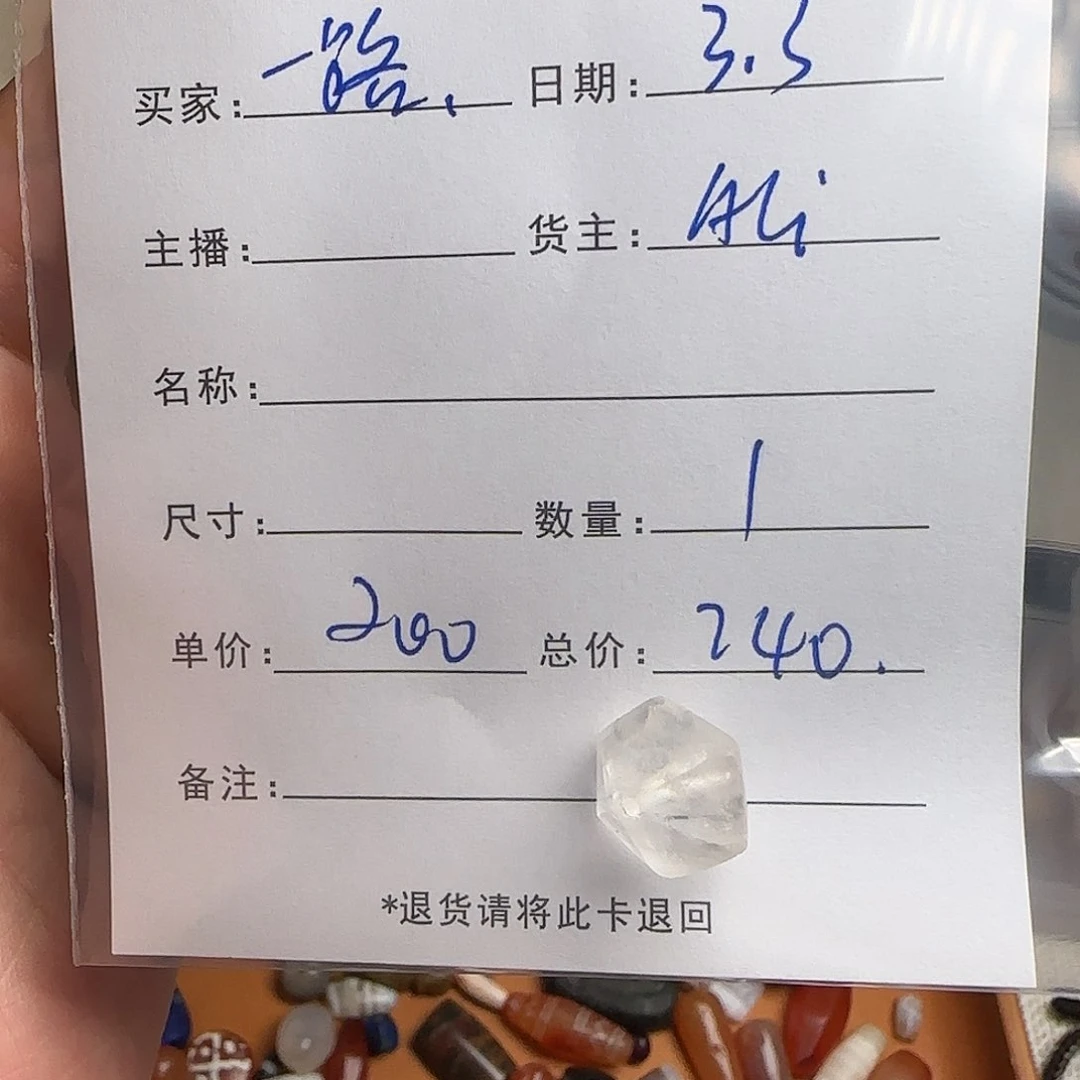 买家: 一路. 日期: 3.5
主播: 货主: Ali
名称:
尺寸: 数量: 1
单价: 200 总价: 240.
备注:
*退货请将此卡退回